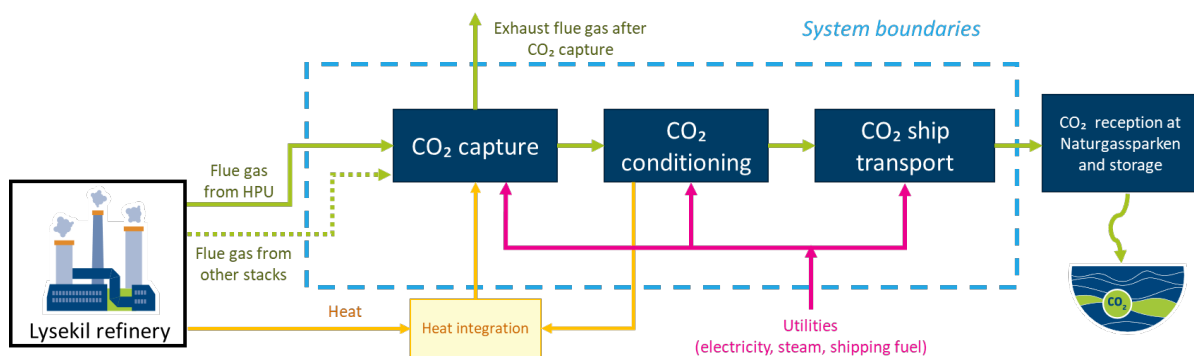 Exhaust flue gas after
CO₂ capture
System boundaries
CO₂ capture
CO₂
conditioning
CO₂ ship
transport
CO₂ reception at
Naturgassparken
and storage
Flue gas
from HPU
Flue gas from
other stacks
Lysekil refinery
Heat
Heat integration
Utilities
(electricity, steam, shipping fuel)
CO₂